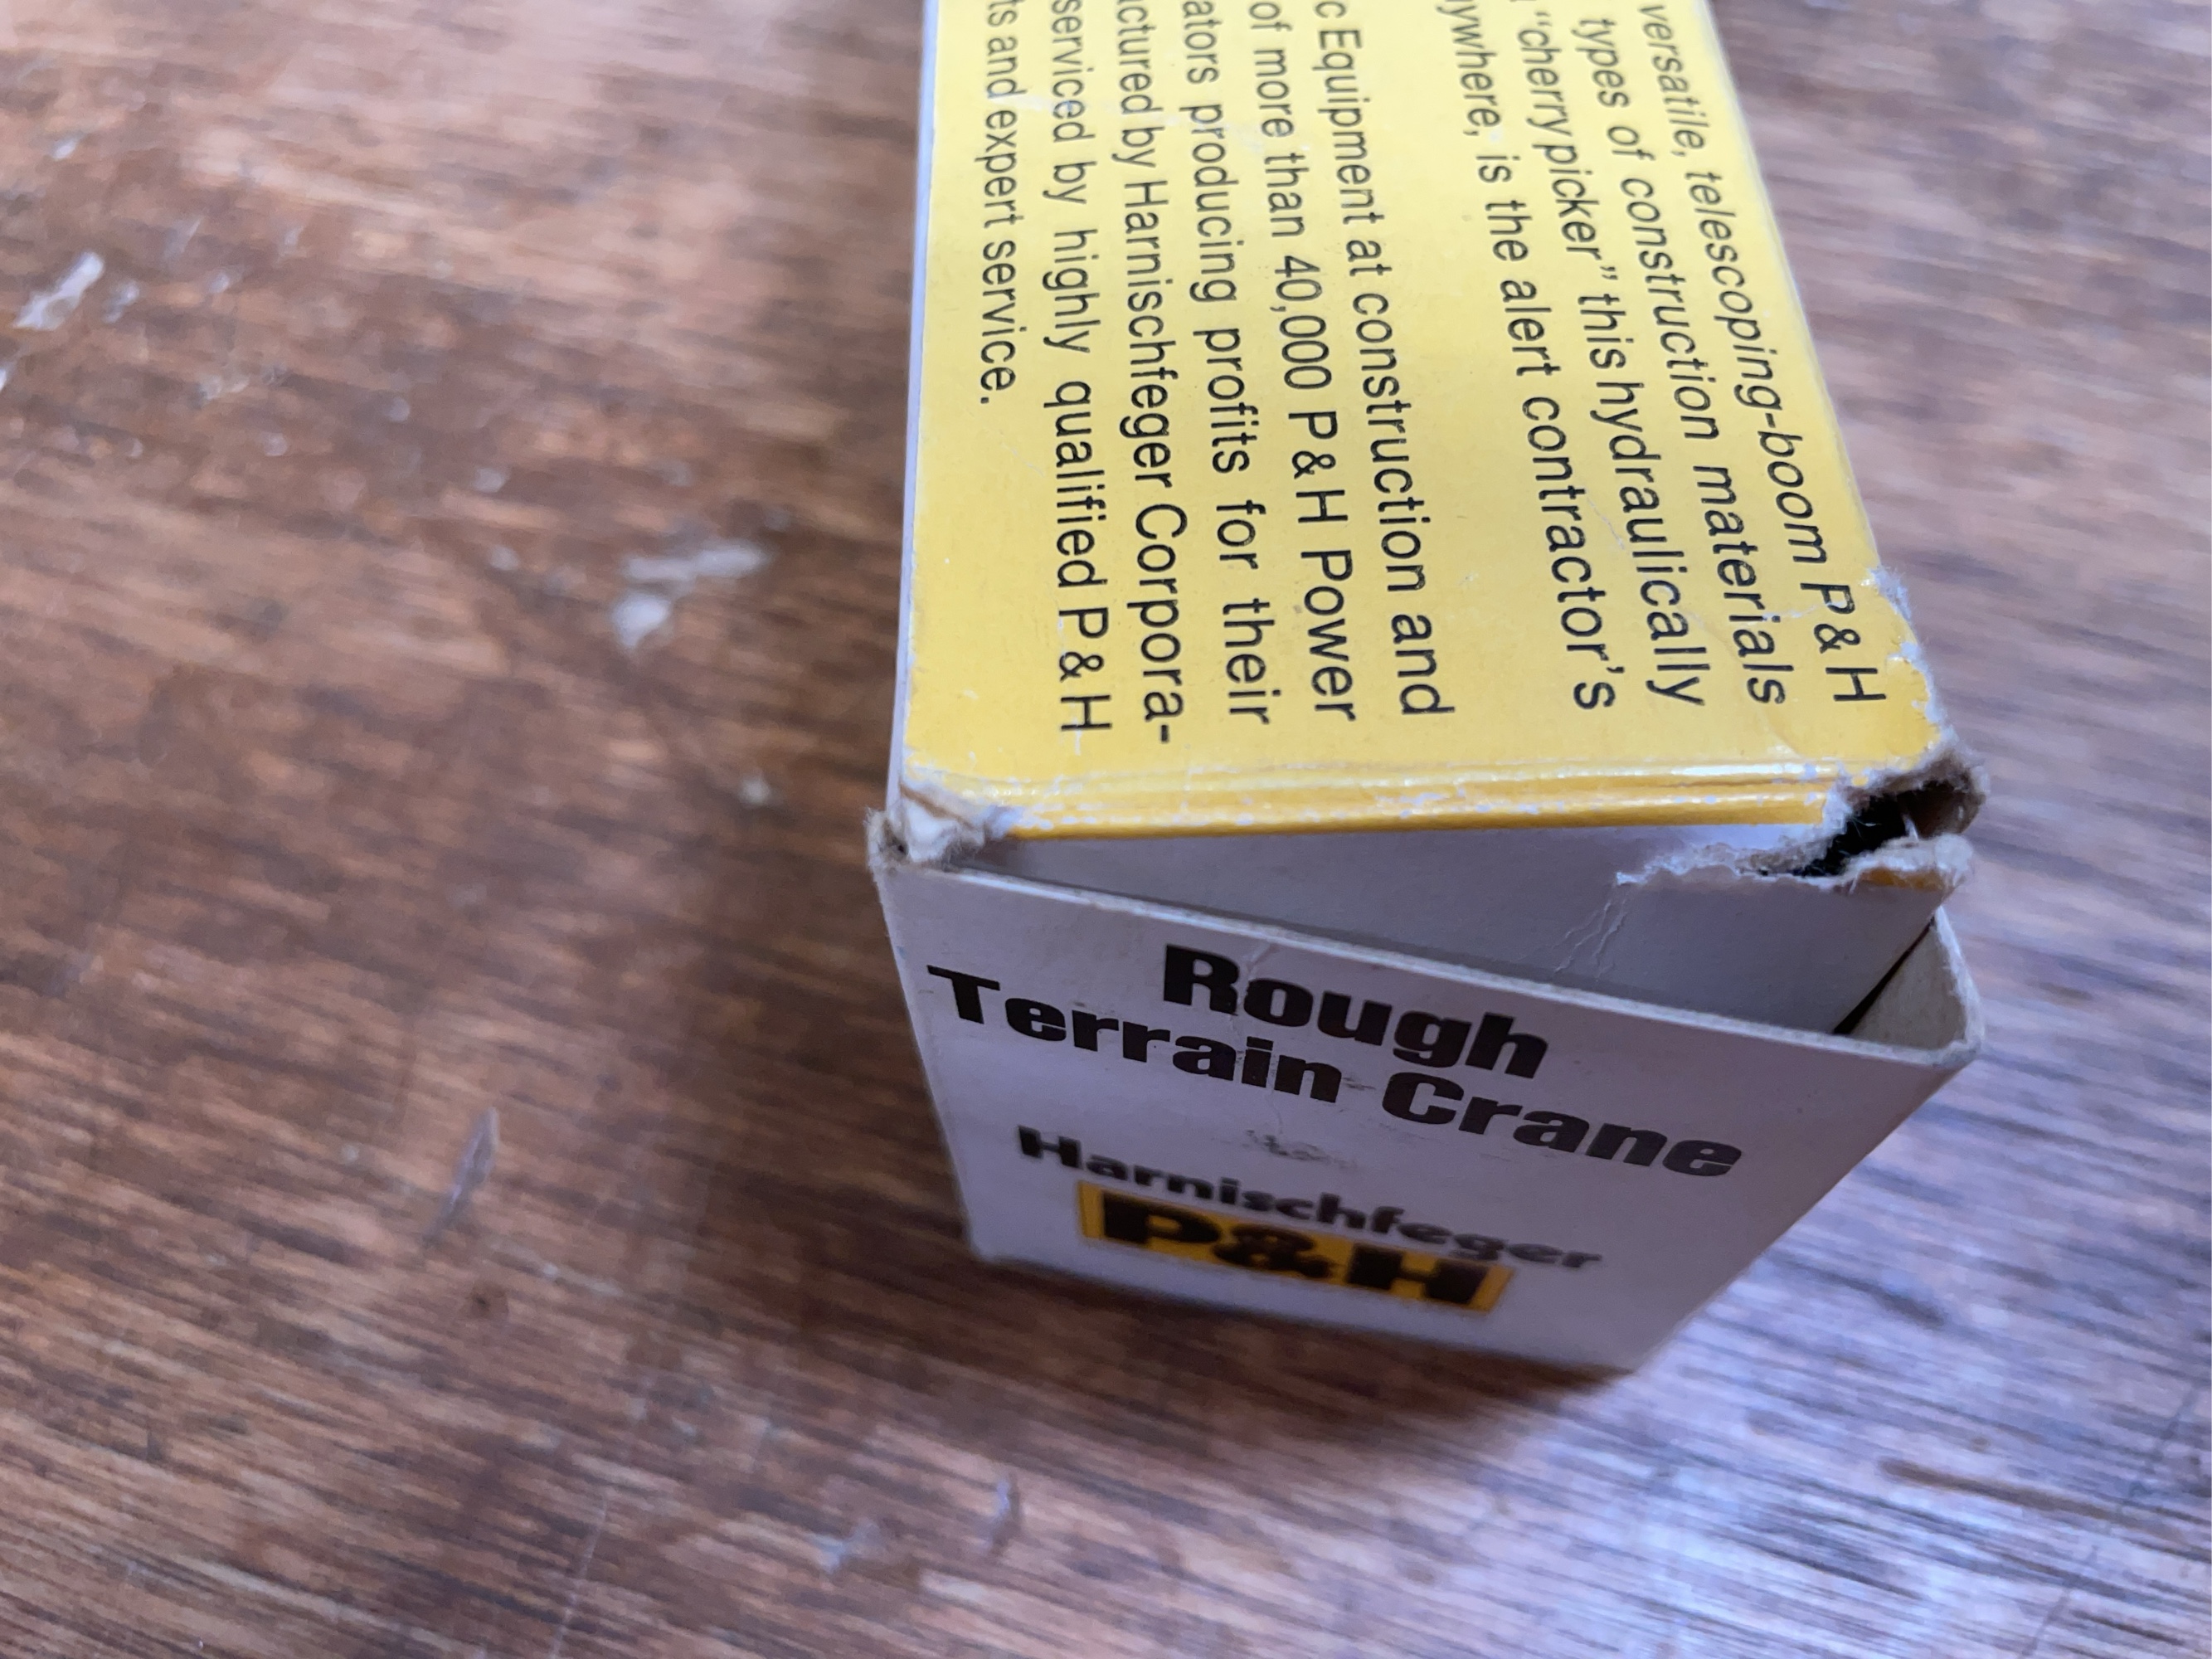 versatile, telescoping-boom P&H
types of construction materials
"cherry picker" this hydraulically
ywhere, is the alert contractor's
c Equipment at construction and
of more than 40,000 P&H Power
ators producing profits for their
ctured by Harnischfeger Corpora-
serviced by highly qualified P&H
ts and expert service.
Rough
Terrain Crane
Harnischfeger
P&H